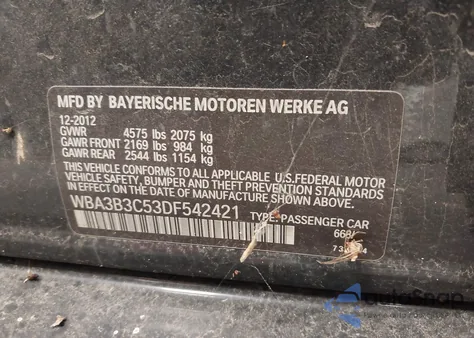 MFD BY BAYERISCHE MOTOREN WERKE AG
12-2012
GVWR 4575 lbs 2075 kg
GAWR FRONT 2169 lbs 984 kg
GAWR REAR 2544 lbs 1154 kg
THIS VEHICLE CONFORMS TO ALL APPLICABLE U.S.FEDERAL MOTOR
VEHICLE SAFETY, BUMPER AND THEFT PREVENTION STANDARDS
IN EFFECT ON THE DATE OF MANUFACTURE SHOWN ABOVE.
WBA3B3C53DF542421 TYPE: PASSENGER CAR